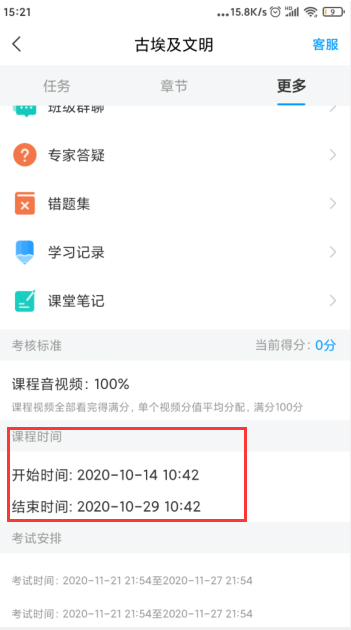 15:21
...15.8K/s HD 9
古埃及文明
客服
任务
章节
更多
班级群聊
专家答疑
错题集
学习记录
课堂笔记
考核标准
当前得分：0分
课程音视频：100%
课程视频全部看完得满分，单个视频分值平均分配，满分100分
课程时间
开始时间：2020-10-14 10:42
结束时间：2020-10-29 10:42
考试安排
考试时间：2020-11-21 21:54至2020-11-27 21:54
考试时间：2020-11-21 21:54至2020-11-27 21:54